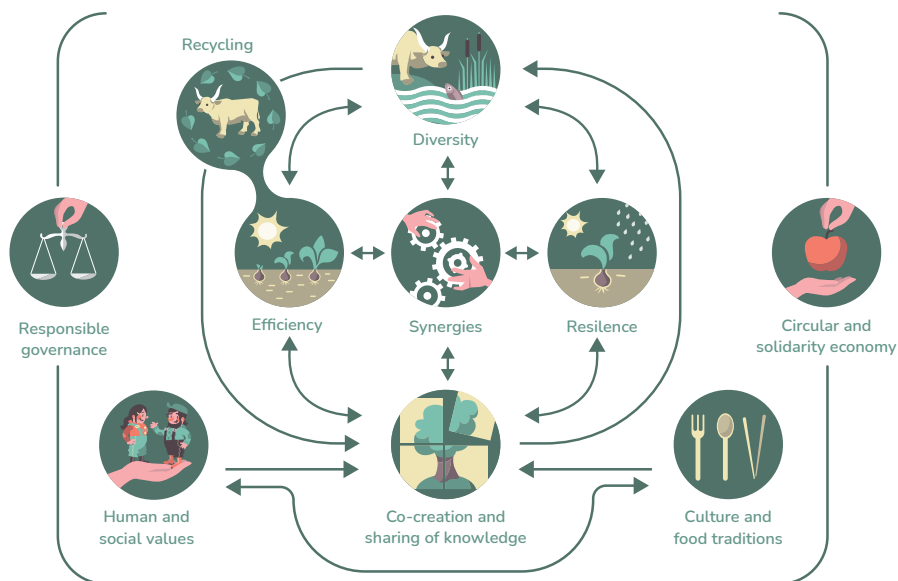 Recycling
Diversity
Responsible
governance
Efficiency
Synergies
Resilence
Circular and
solidarity economy
Human and
social values
Co-creation and
sharing of knowledge
Culture and
food traditions